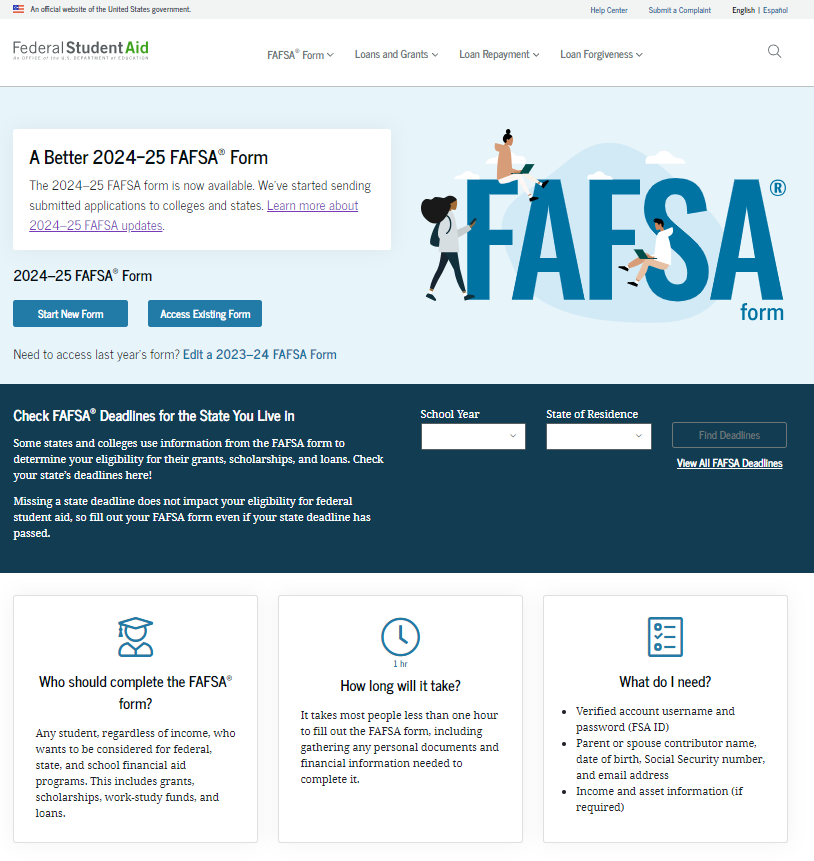 An official website of the United States government.
Help Center
Submit a Complaint
English | Español
Federal Student Aid
An OFFICE of the U.S. DEPARTMENT of EDUCATION
FAFSA® Form
Loans and Grants
Loan Repayment
Loan Forgiveness
A Better 2024–25 FAFSA® Form
The 2024–25 FAFSA form is now available. We've started sending
submitted applications to colleges and states. Learn more about
2024–25 FAFSA updates.
FAFSA®
form
2024–25 FAFSA® Form
Start New Form
Access Existing Form
Need to access last year's form? Edit a 2023–24 FAFSA Form
Check FAFSA® Deadlines for the State You Live In
Some states and colleges use information from the FAFSA form to
determine your eligibility for their grants, scholarships, and loans. Check
your state's deadlines here!
Missing a state deadline does not impact your eligibility for federal
student aid, so fill out your FAFSA form even if your state deadline has
passed.
School Year
State of Residence
Find Deadlines
View All FAFSA Deadlines
Who should complete the FAFSA®
form?
Any student, regardless of income, who
wants to be considered for federal,
state, and school financial aid
programs. This includes grants,
scholarships, work-study funds, and
loans.
1 hr
How long will it take?
It takes most people less than one hour
to fill out the FAFSA form, including
gathering any personal documents and
financial information needed to
complete it.
What do I need?
• Verified account username and
password (FSA ID)
• Parent or spouse contributor name,
date of birth, Social Security number,
and email address
• Income and asset information (if
required)